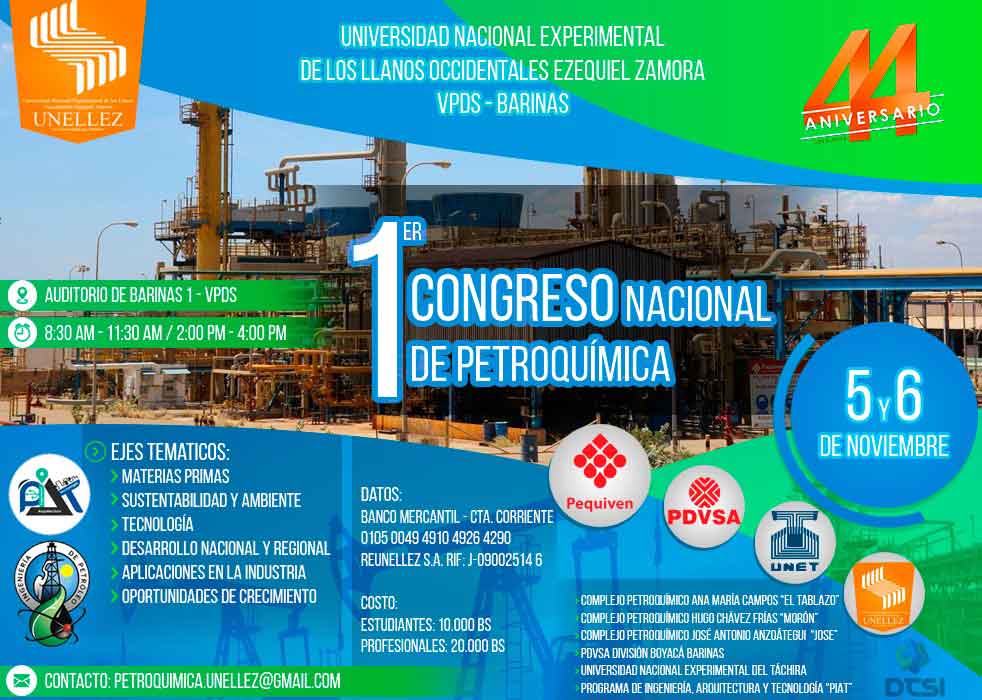 UNIVERSIDAD NACIONAL EXPERIMENTAL
DE LOS LLANOS OCCIDENTALES EZEQUIEL ZAMORA
VPDS - BARINAS
UNELLEZ
44
ANIVERSARIO
1ER
CONGRESO NACIONAL
DE PETROQUÍMICA
AUDITORIO DE BARINAS 1 - VPDS
8:30 AM - 11:30 AM / 2:00 PM - 4:00 PM
5 Y 6
DE NOVIEMBRE
EJES TEMATICOS:
MATERIAS PRIMAS
SUSTENTABILIDAD Y AMBIENTE
TECNOLOGÍA
DESARROLLO NACIONAL Y REGIONAL
APLICACIONES EN LA INDUSTRIA
OPORTUNIDADES DE CRECIMIENTO
Arquitectura
INGENIERIA DE PETROLEO
DATOS:
BANCO MERCANTIL - CTA. CORRIENTE
0105 0049 4910 4926 4290
REUNELLEZ S.A. RIF: J-09002514 6
COSTO:
ESTUDIANTES: 10.000 BS
PROFESIONALES: 20.000 BS
Pequiven
PDVSA
UNET
UNELLEZ
COMPLEJO PETROQUÍMICO ANA MARÍA CAMPOS "EL TABLAZO"
COMPLEJO PETROQUÍMICO HUGO CHÁVEZ FRÍAS "MORÓN"
COMPLEJO PETROQUÍMICO JOSÉ ANTONIO ANZOÁTEGUI "JOSE"
PDVSA DIVISIÓN BOYACÁ BARINAS
UNIVERSIDAD NACIONAL EXPERIMENTAL DEL TÁCHIRA
PROGRAMA DE INGENIERÍA, ARQUITECTURA Y TECNOLOGÍA "PIAT"
DTSI
CONTACTO: PETROQUIMICA.UNELLEZ@GMAIL.COM